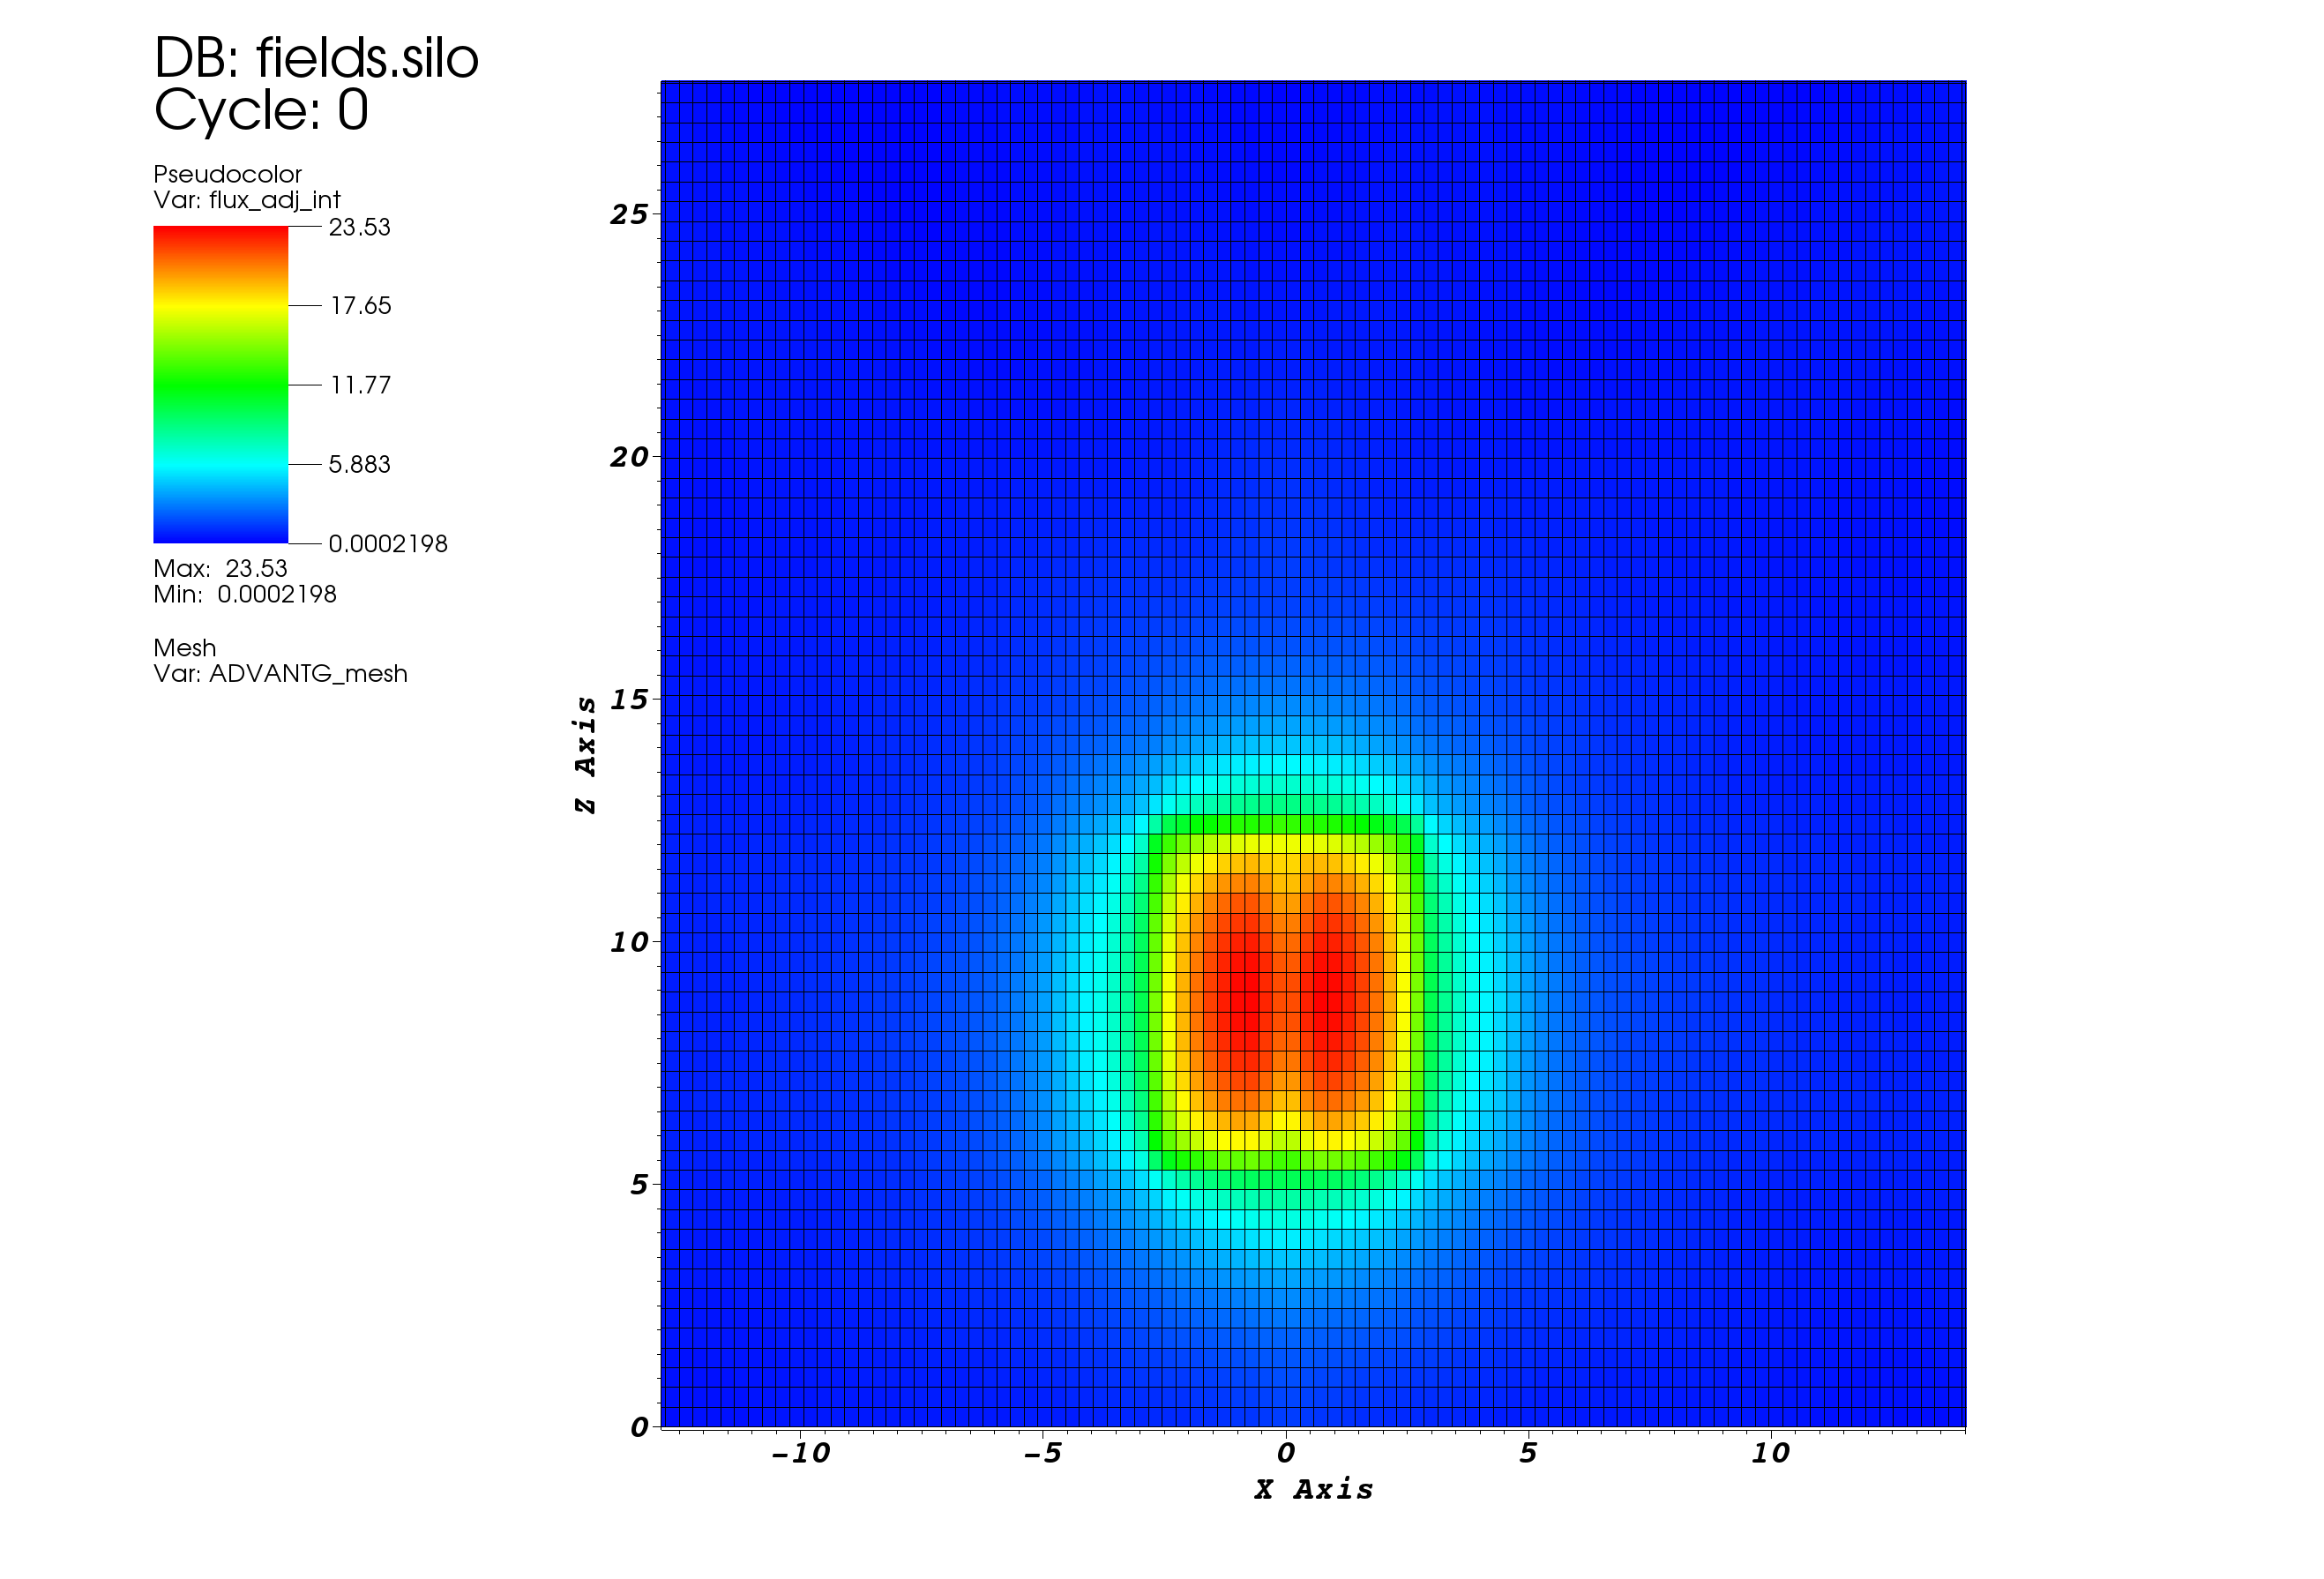 DB: fields.silo
Cycle: 0
Pseudocolor
Var: flux_adj_int
23.53
17.65
11.77
5.883
0.0002198
Max: 23.53
Min: 0.0002198
Mesh
Var: ADVANTG_mesh
25
20
15
10
5
0
Z Axis
-10 -5 0 5 10
X Axis